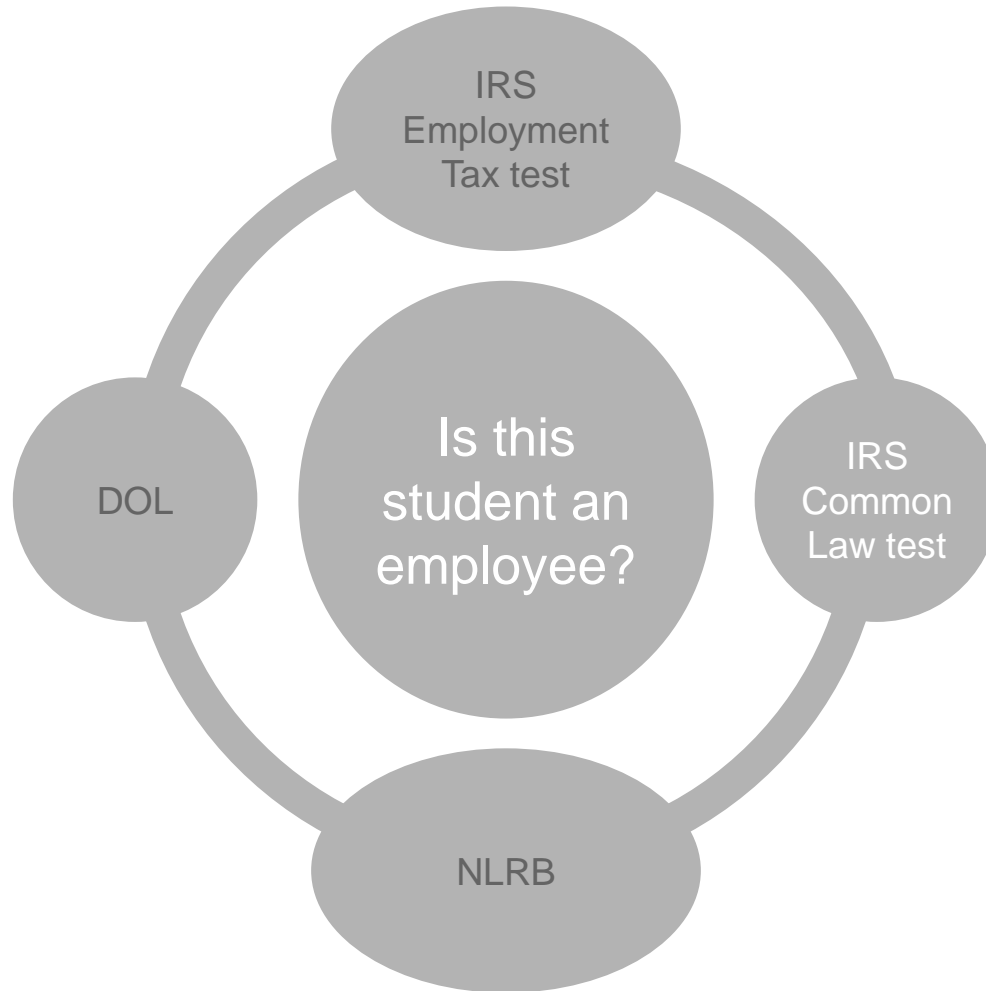 IRS
Employment
Tax test
DOL
Is this
student an
employee?
IRS
Common
Law test
NLRB